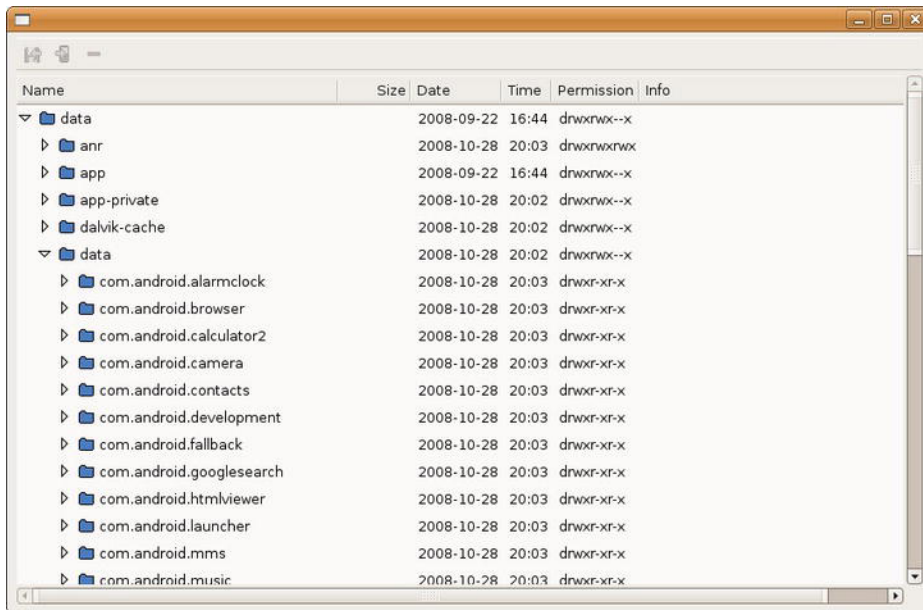 Name Size Date Time Permission Info
data 2008-09-22 16:44 drwxrwx--x
anr 2008-10-28 20:03 drwxrwxrwx
app 2008-09-22 16:44 drwxrwx--x
app-private 2008-10-28 20:02 drwxrwx--x
dalvik-cache 2008-10-28 20:02 drwxrwx--x
data 2008-10-28 20:02 drwxrwx--x
com.android.alarmclock 2008-10-28 20:03 drwxr-xr-x
com.android.browser 2008-10-28 20:03 drwxr-xr-x
com.android.calculator2 2008-10-28 20:03 drwxr-xr-x
com.android.camera 2008-10-28 20:03 drwxr-xr-x
com.android.contacts 2008-10-28 20:03 drwxr-xr-x
com.android.development 2008-10-28 20:03 drwxr-xr-x
com.android.fallback 2008-10-28 20:03 drwxr-xr-x
com.android.googlesearch 2008-10-28 20:03 drwxr-xr-x
com.android.htmlviewer 2008-10-28 20:03 drwxr-xr-x
com.android.launcher 2008-10-28 20:03 drwxr-xr-x
com.android.mms 2008-10-28 20:03 drwxr-xr-x
com.android.music 2008-10-28 20:03 drwxr-xr-x